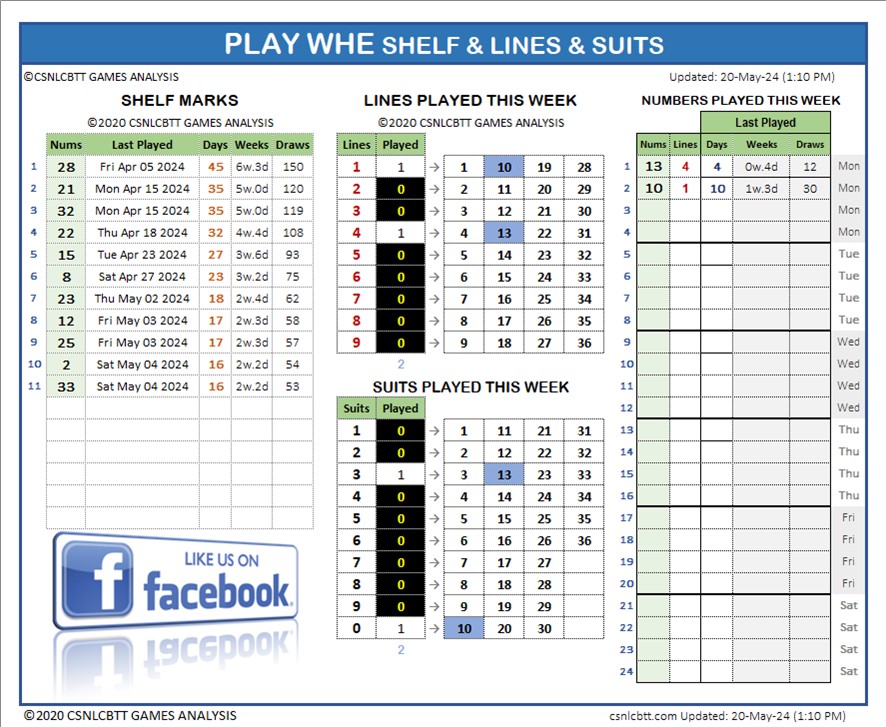 PLAY WHE SHELF & LINES & SUITS
©CSNLCBTT GAMES ANALYSIS
Updated: 20-May-24 (1:10 PM)
SHELF MARKS
©2020 CSNLCBTT GAMES ANALYSIS
Nums Last Played Days Weeks Draws
1 28 Fri Apr 05 2024 45 6w.3d 150
2 21 Mon Apr 15 2024 35 5w.0d 120
3 32 Mon Apr 15 2024 35 5w.0d 119
4 22 Thu Apr 18 2024 32 4w.4d 108
5 15 Tue Apr 23 2024 27 3w.6d 93
6 8 Sat Apr 27 2024 23 3w.2d 75
7 23 Thu May 02 2024 18 2w.4d 62
8 12 Fri May 03 2024 17 2w.3d 58
9 25 Fri May 03 2024 17 2w.3d 57
10 2 Sat May 04 2024 16 2w.2d 54
11 33 Sat May 04 2024 16 2w.2d 53
LIKE US ON
facebook.
LINES PLAYED THIS WEEK
©2020 CSNLCBTT GAMES ANALYSIS
Lines Played
1 1 → 1 10 19 28
2 0 → 2 11 20 29
3 0 → 3 12 21 30
4 1 → 4 13 22 31
5 0 → 5 14 23 32
6 0 → 6 15 24 33
7 0 → 7 16 25 34
8 0 → 8 17 26 35
9 0 → 9 18 27 36
2
SUITS PLAYED THIS WEEK
Suits Played
1 0 → 1 11 21 31
2 0 → 2 12 22 32
3 1 → 3 13 23 33
4 0 → 4 14 24 34
5 0 → 5 15 25 35
6 0 → 6 16 26 36
7 0 → 7 17 27
8 0 → 8 18 28
9 0 → 9 19 29
0 1 → 10 20 30
2
NUMBERS PLAYED THIS WEEK
Last Played
Nums Lines Days Weeks Draws
1 13 4 4 0w.4d 12 Mon
2 10 1 10 1w.3d 30 Mon
3 Mon
4 Mon
5 Tue
6 Tue
7 Tue
8 Tue
9 Wed
10 Wed
11 Wed
12 Wed
13 Thu
14 Thu
15 Thu
16 Thu
17 Fri
18 Fri
19 Fri
20 Fri
21 Sat
22 Sat
23 Sat
24 Sat
©2020 CSNLCBTT GAMES ANALYSIS
csnlcbtt.com Updated: 20-May-24 (1:10 PM)